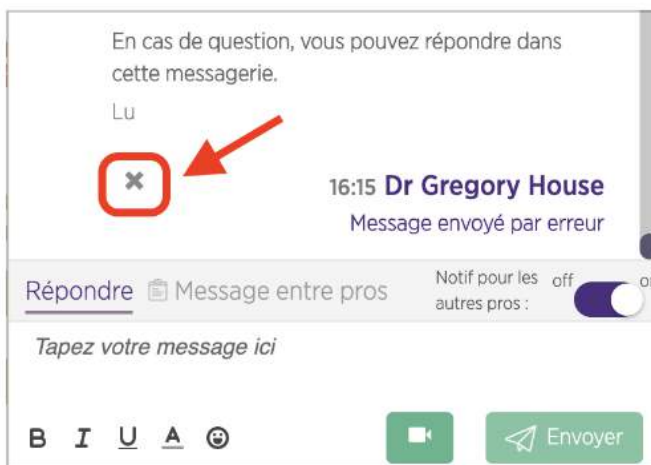 En cas de question, vous pouvez répondre dans
cette messagerie.
Lu
16:15 Dr Gregory House
Message envoyé par erreur
Répondre Message entre pros Notif pour les off
autres pros :
Tapez votre message ici
B I U A
Envoyer